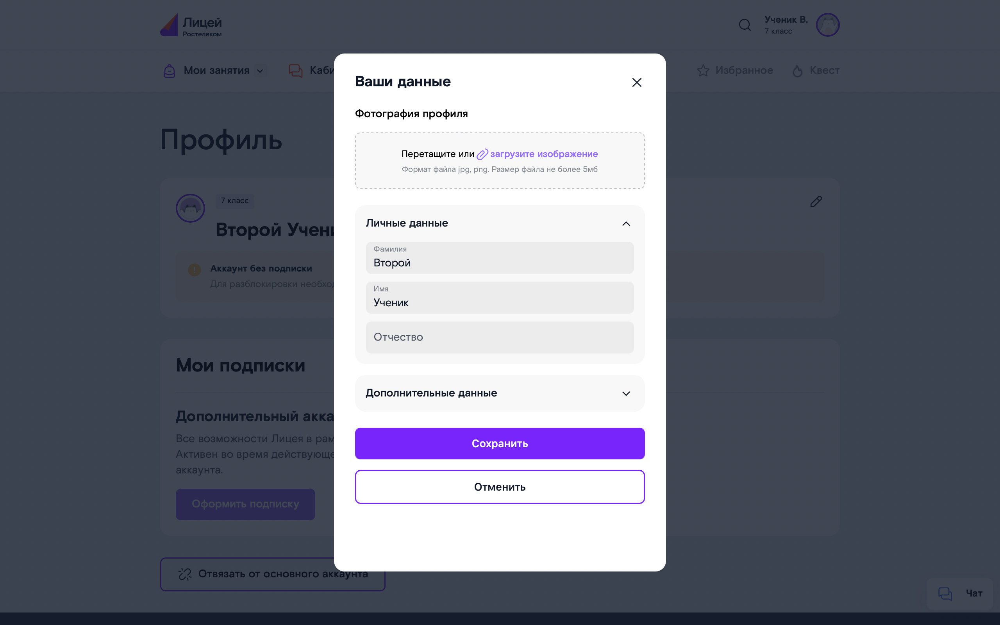 Лицей
Ростелеком
Ученик В.
7 класс
Мои занятия
Каби
Избранное
Квест
Ваши данные
Фотография профиля
Перетащите или загрузите изображение
Формат файла jpg, png. Размер файла не более 5мб
Личные данные
Фамилия
Второй
Имя
Ученик
Отчество
Дополнительные данные
Сохранить
Отменить
Профиль
7 класс
Второй Учени
Аккаунт без подписки
Для разблокировки необход
Мои подписки
Дополнительный акка
Все возможности Лицея в рам
Активен во время действующе
аккаунта.
Оформить подписку
Отвязать от основного аккаунта
Чат